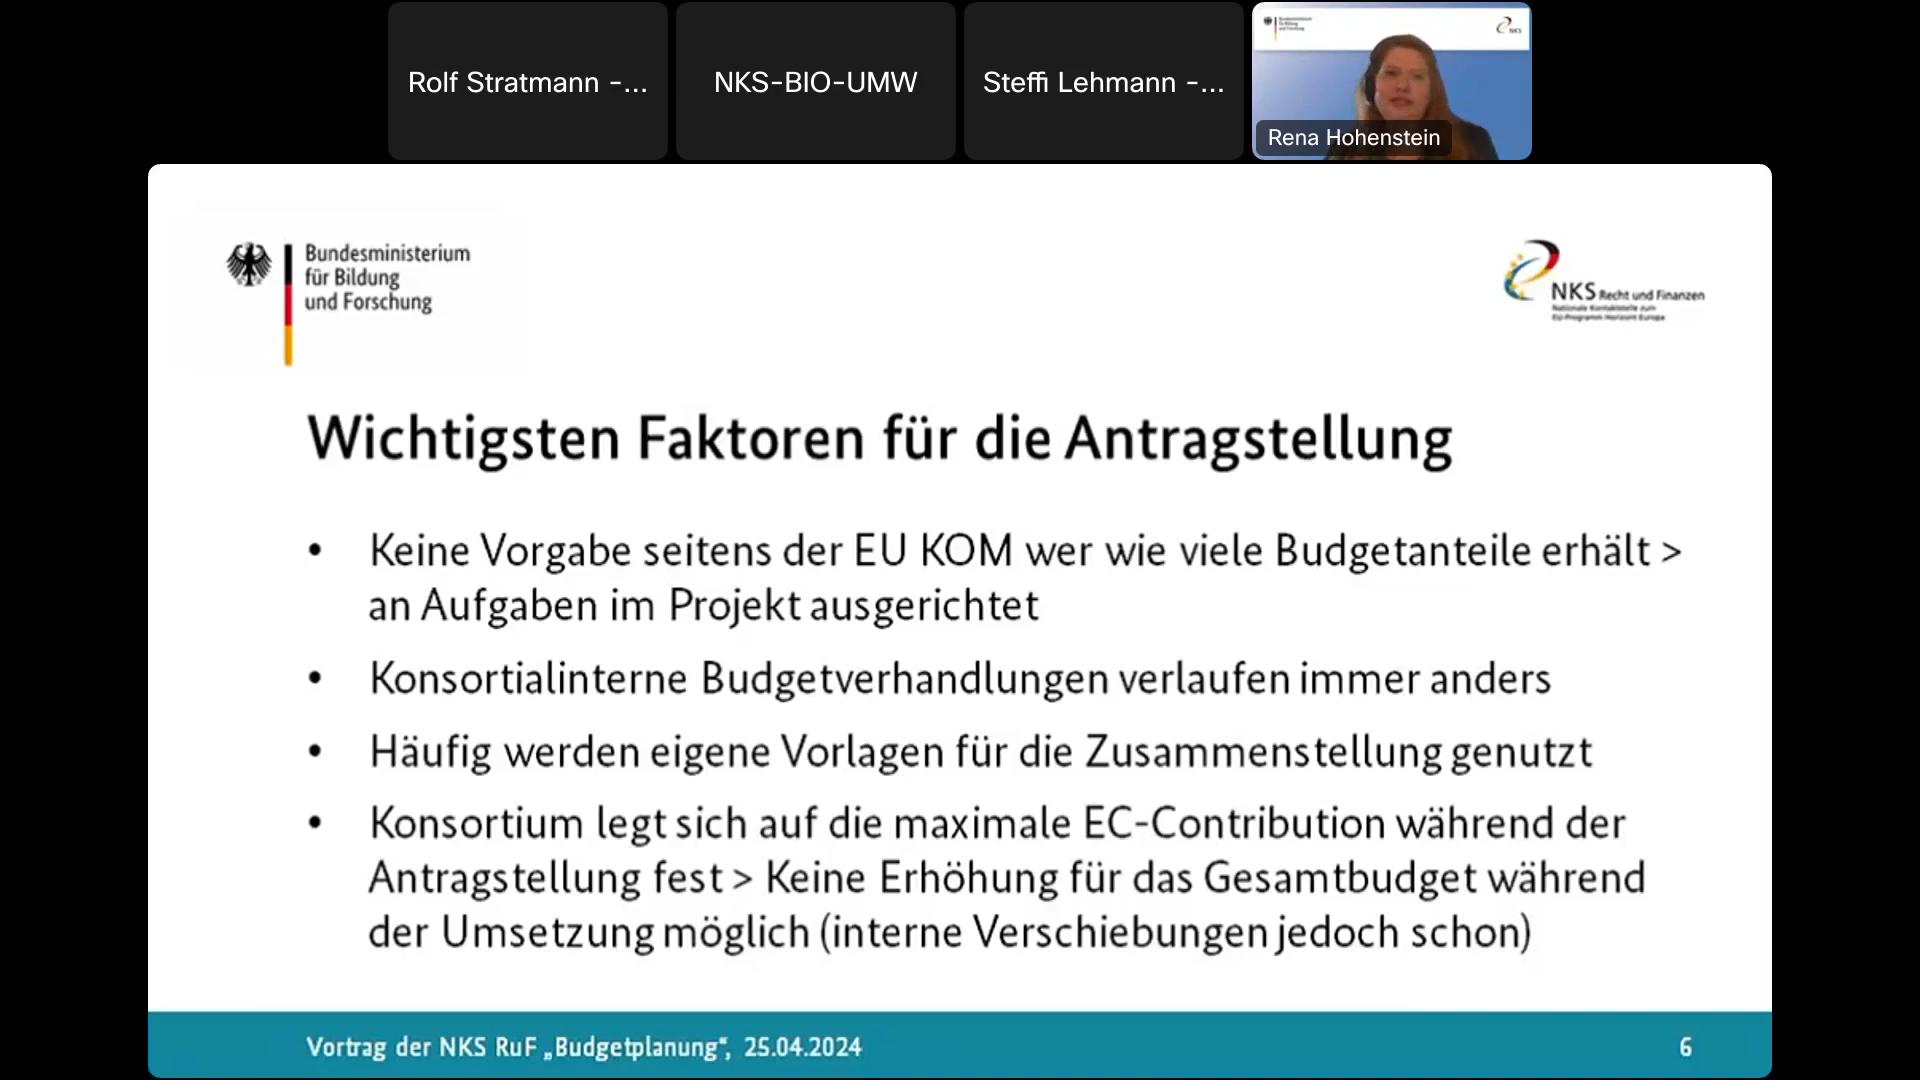 Rolf Stratmann -...
NKS-BIO-UMW
Steffi Lehmann -...
Rena Hohenstein
Bundesministerium
für Bildung
und Forschung
NKS Recht und Finanzen
Nationale Kontaktstelle zum
EU-Programm Horizont Europa
Wichtigsten Faktoren für die Antragstellung
• Keine Vorgabe seitens der EU KOM wer wie viele Budgetanteile erhält >
an Aufgaben im Projekt ausgerichtet
• Konsortialinterne Budgetverhandlungen verlaufen immer anders
• Häufig werden eigene Vorlagen für die Zusammenstellung genutzt
• Konsortium legt sich auf die maximale EC-Contribution während der
Antragstellung fest > Keine Erhöhung für das Gesamtbudget während
der Umsetzung möglich (interne Verschiebungen jedoch schon)
Vortrag der NKS RuF „Budgetplanung“, 25.04.2024
6